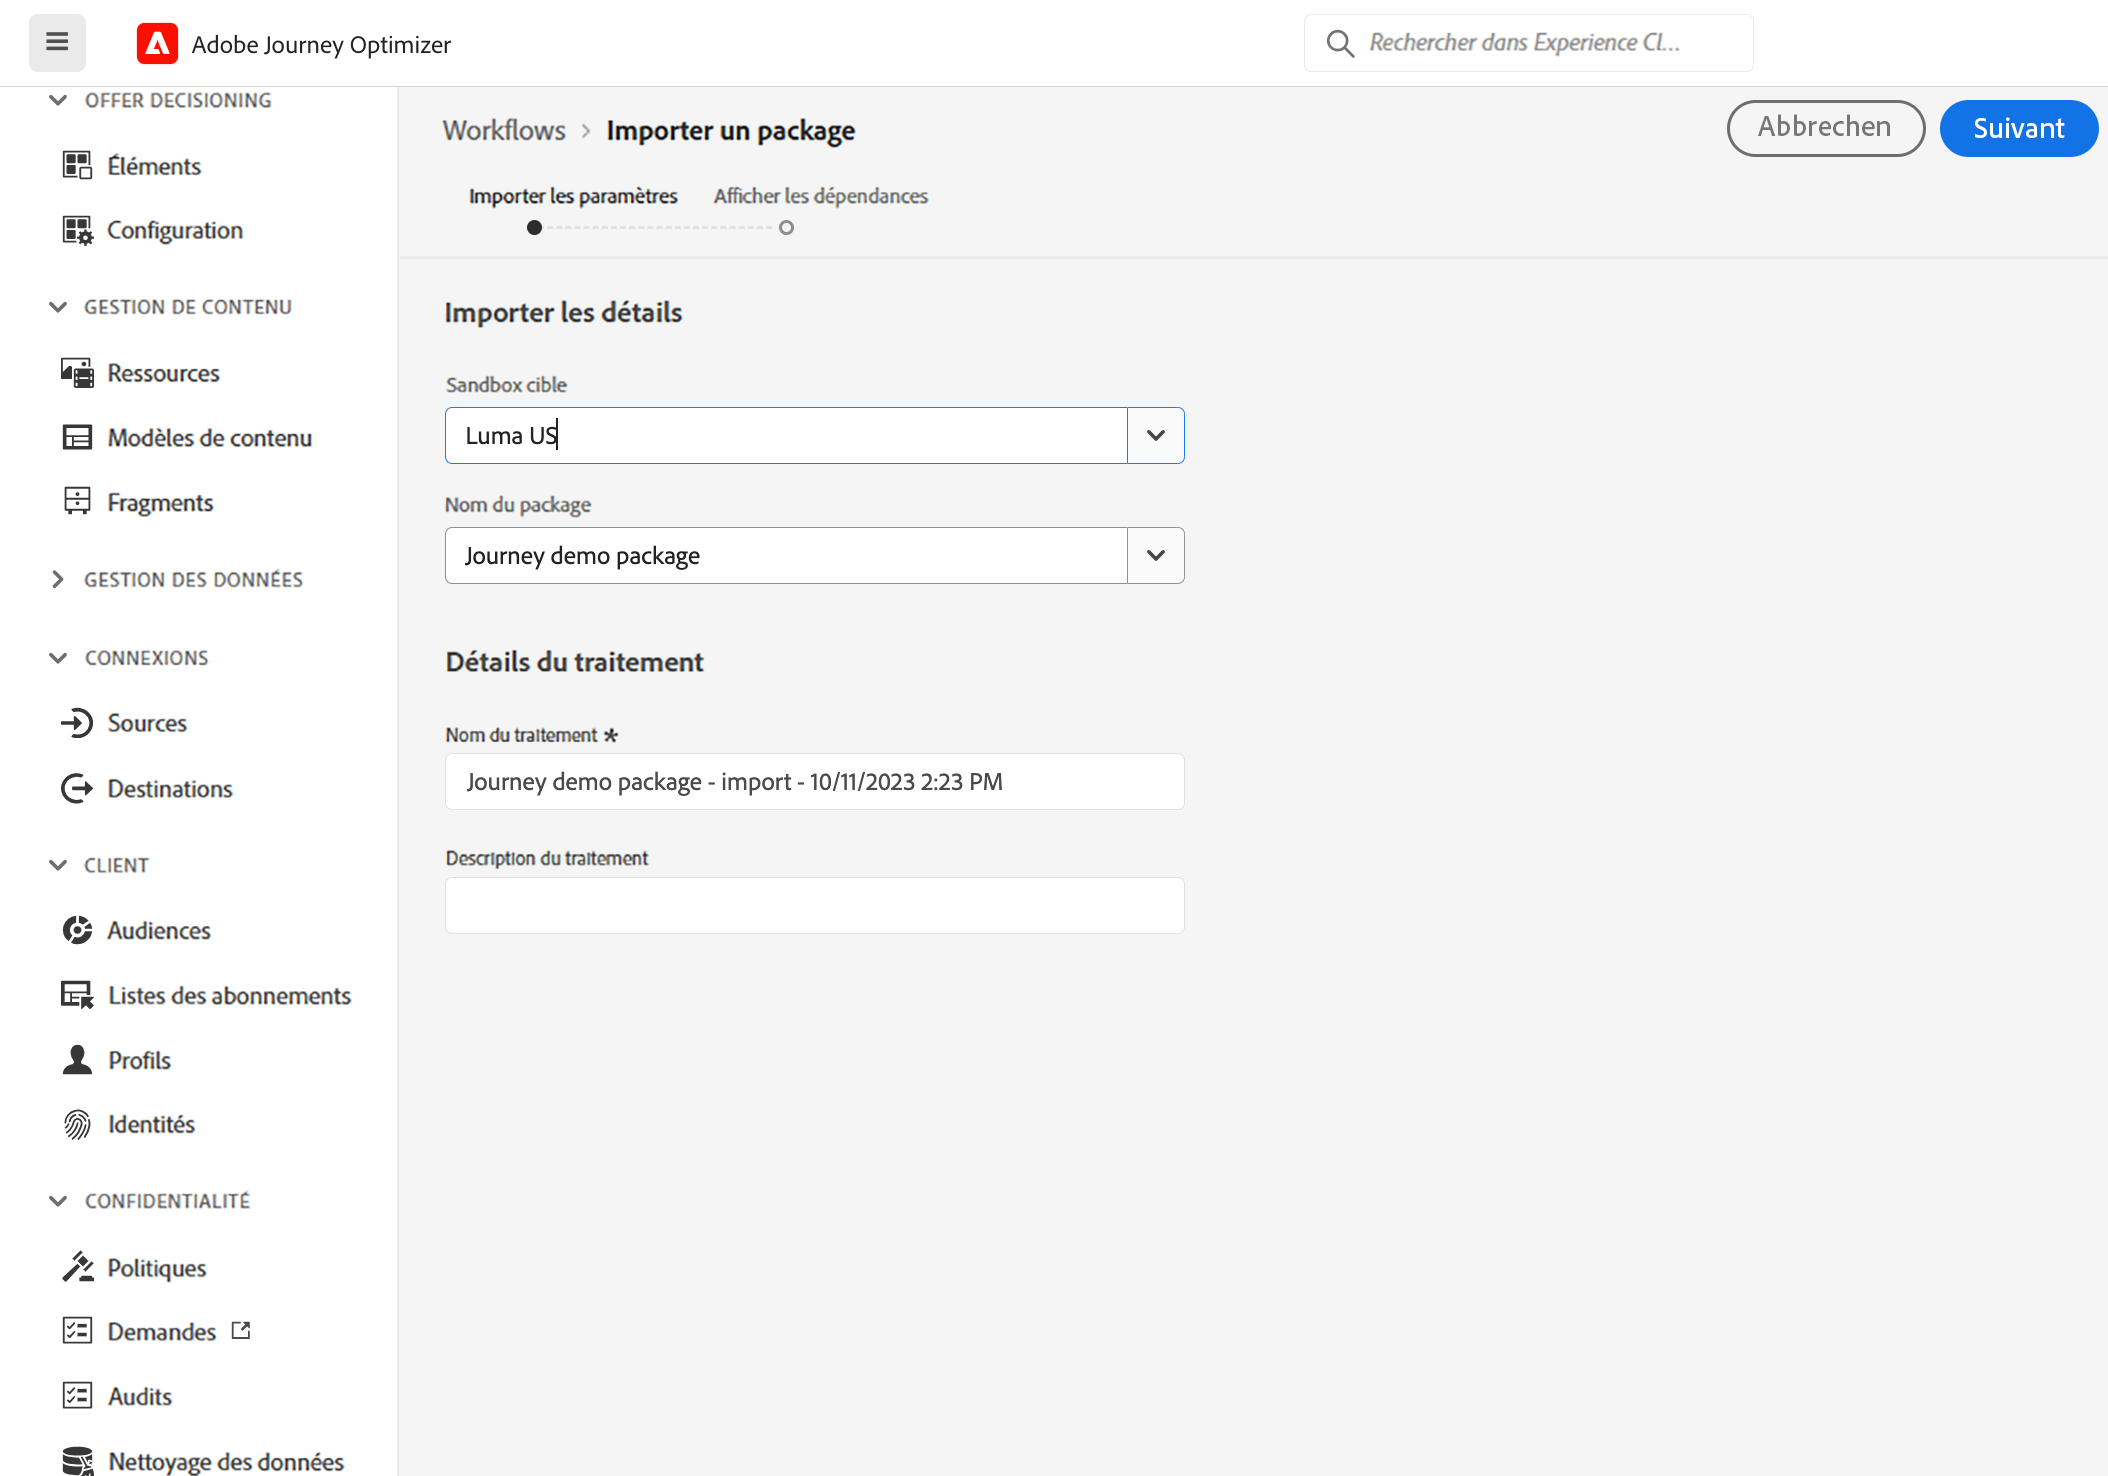 Adobe Journey Optimizer
Rechercher dans Experience Cl...
OFFER DECISIONING
Éléments
Configuration
GESTION DE CONTENU
Ressources
Modèles de contenu
Fragments
GESTION DES DONNÉES
CONNEXIONS
Sources
Destinations
CLIENT
Audiences
Listes des abonnements
Profils
Identités
CONFIDENTIALITÉ
Politiques
Demandes
Audits
Nettoyage des données
Workflows > Importer un package
Abbrechen
Suivant
Importer les paramètres
Afficher les dépendances
Importer les détails
Sandbox cible
Luma US
Nom du package
Journey demo package
Détails du traitement
Nom du traitement *
Journey demo package - import - 10/11/2023 2:23 PM
Description du traitement